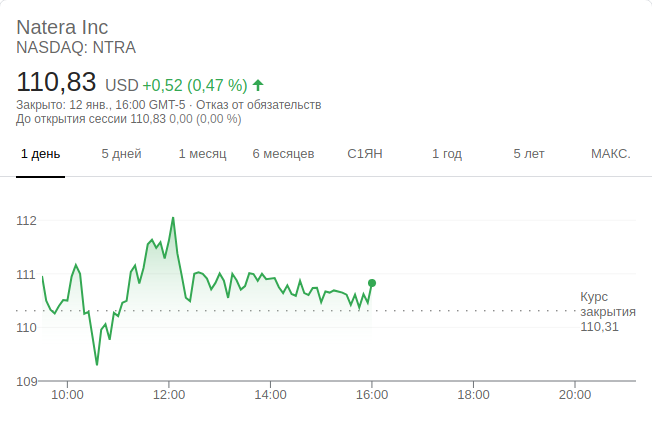 Natera Inc
NASDAQ: NTRA
110,83 USD +0,52 (0,47 %)
Закрыто: 12 янв., 16:00 GMT-5 · Отказ от обязательств
До открытия сессии 110,83 0,00 (0,00 %)
1 день 5 дней 1 месяц 6 месяцев С1ЯН 1 год 5 лет МАКС.
112
111
110
109
Курс
закрытия
110,31
10:00 12:00 14:00 16:00 18:00 20:00